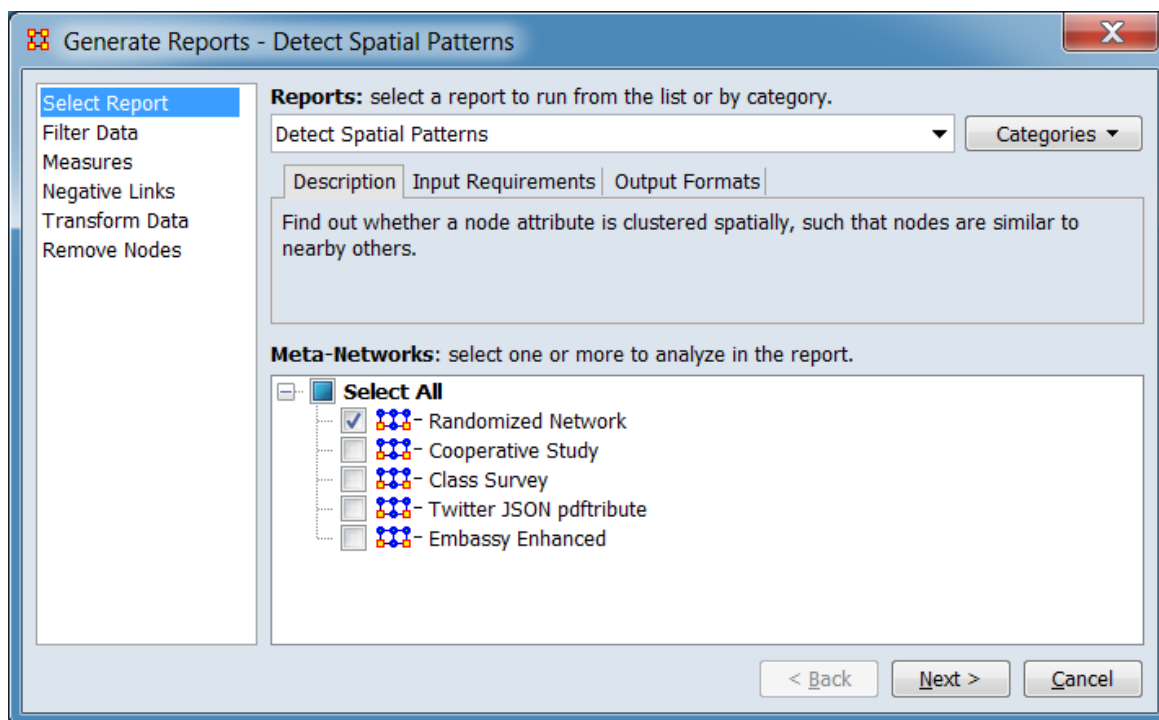 Generate Reports - Detect Spatial Patterns
X
Select Report
Filter Data
Measures
Negative Links
Transform Data
Remove Nodes
Reports: select a report to run from the list or by category.
Detect Spatial Patterns
Categories
Description Input Requirements Output Formats
Find out whether a node attribute is clustered spatially, such that nodes are similar to
nearby others.
Meta-Networks: select one or more to analyze in the report.
Select All
Randomized Network
Cooperative Study
Class Survey
Twitter JSON pdftribute
Embassy Enhanced
< Back Next > Cancel